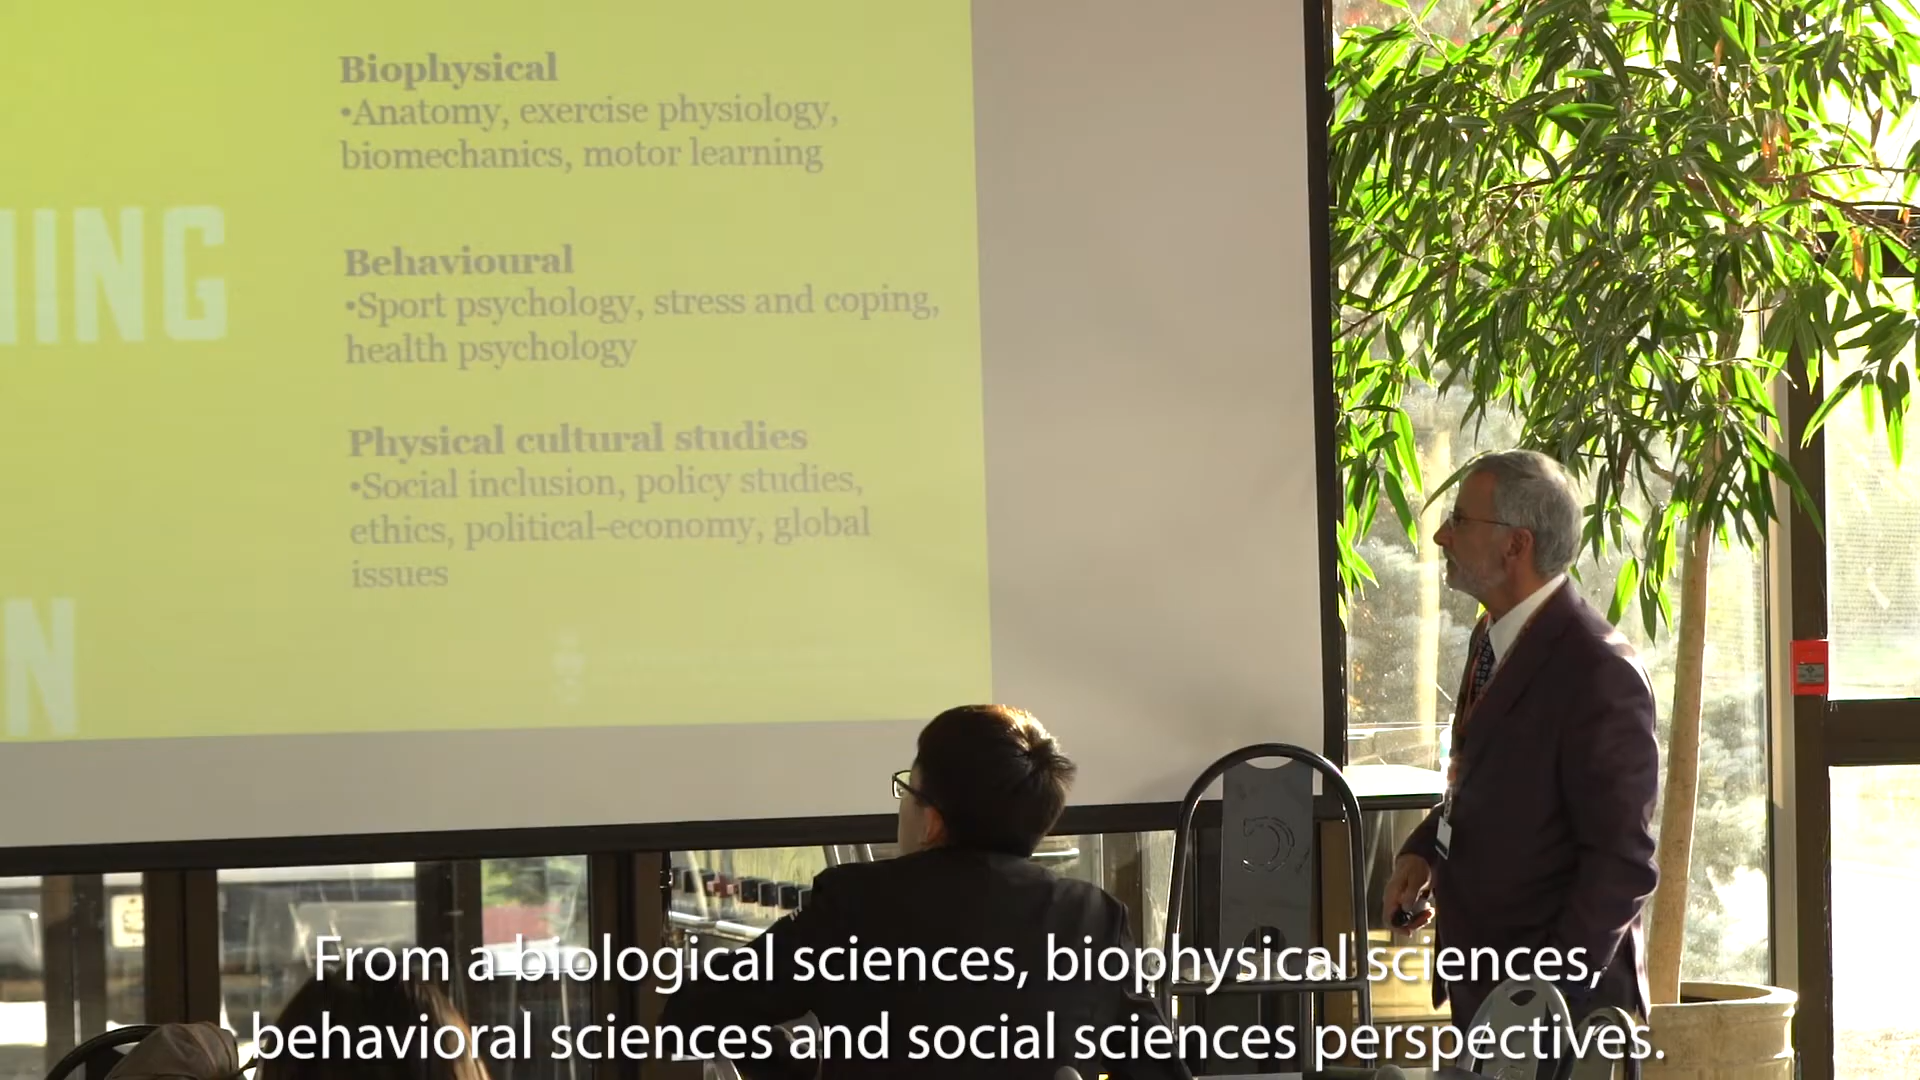 Biophysical
•Anatomy, exercise physiology,
biomechanics, motor learning
ING
Behavioural
•Sport psychology, stress and coping,
health psychology
Physical cultural studies
•Social inclusion, policy studies,
ethics, political-economy, global
issues
N
From a biological sciences, biophysical sciences,
behavioral sciences and social sciences perspectives.